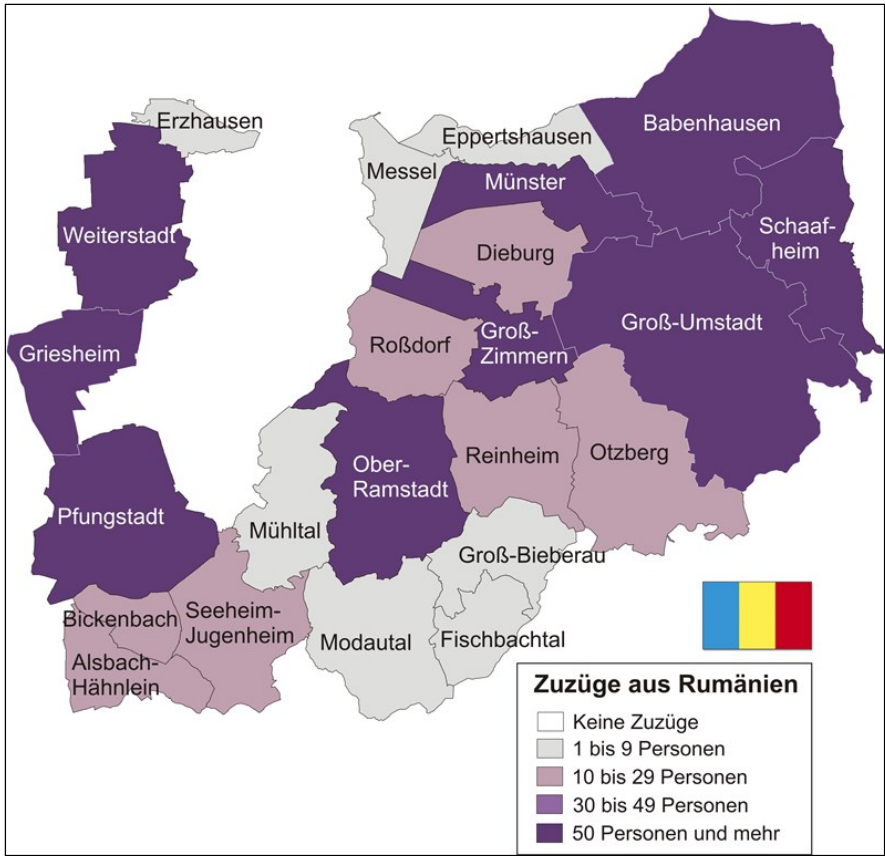 Erzhausen
Eppertshausen
Babenhausen
Messel
Münster
Weiterstadt
Schaaf-
heim
Dieburg
Groß-Umstadt
Griesheim
Roßdorf
Groß-
Zimmern
Ober-
Ramstadt
Reinheim
Otzberg
Pfungstadt
Mühltal
Groß-Bieberau
Bickenbach
Seeheim-
Jugenheim
Modautal
Fischbachtal
Alsbach-
Hähnlein
Zuzüge aus Rumänien
Keine Zuzüge
1 bis 9 Personen
10 bis 29 Personen
30 bis 49 Personen
50 Personen und mehr